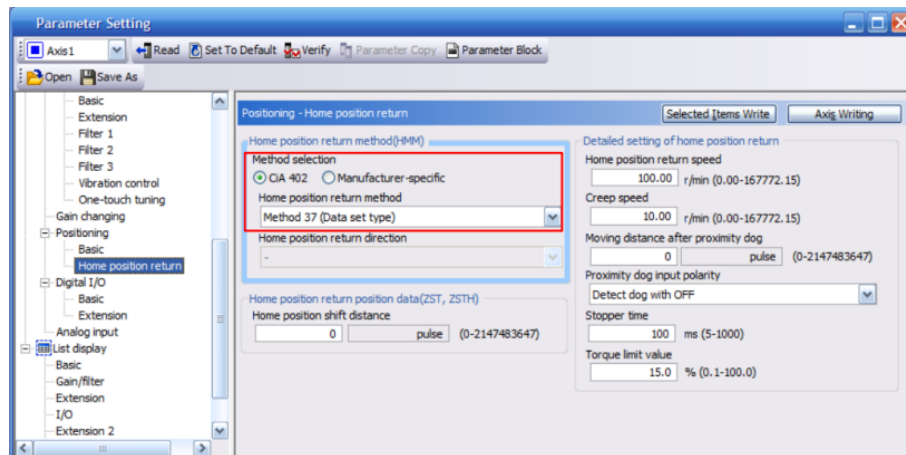 Parameter Setting
Axis1 Read Set To Default Verify Parameter Copy Parameter Block
Open Save As
Basic
Extension
Filter 1
Filter 2
Filter 3
Vibration control
One-touch tuning
Gain changing
Positioning
Basic
Home position return
Digital I/O
Basic
Extension
Analog input
List display
Basic
Gain/filter
Extension
I/O
Extension 2
Positioning - Home position return
Selected Items Write Axis Writing
Home position return method(HMM)
Method selection
CiA 402 Manufacturer-specific
Home position return method
Method 37 (Data set type)
Home position return direction
-
Home position return position data(ZST, ZSTH)
Home position shift distance
0 pulse (0-2147483647)
Detailed setting of home position return
Home position return speed
100.00 r/min (0.00-167772.15)
Creep speed
10.00 r/min (0.00-167772.15)
Moving distance after proximity dog
0 pulse (0-2147483647)
Proximity dog input polarity
Detect dog with OFF
Stopper time
100 ms (5-1000)
Torque limit value
15.0 % (0.1-100.0)